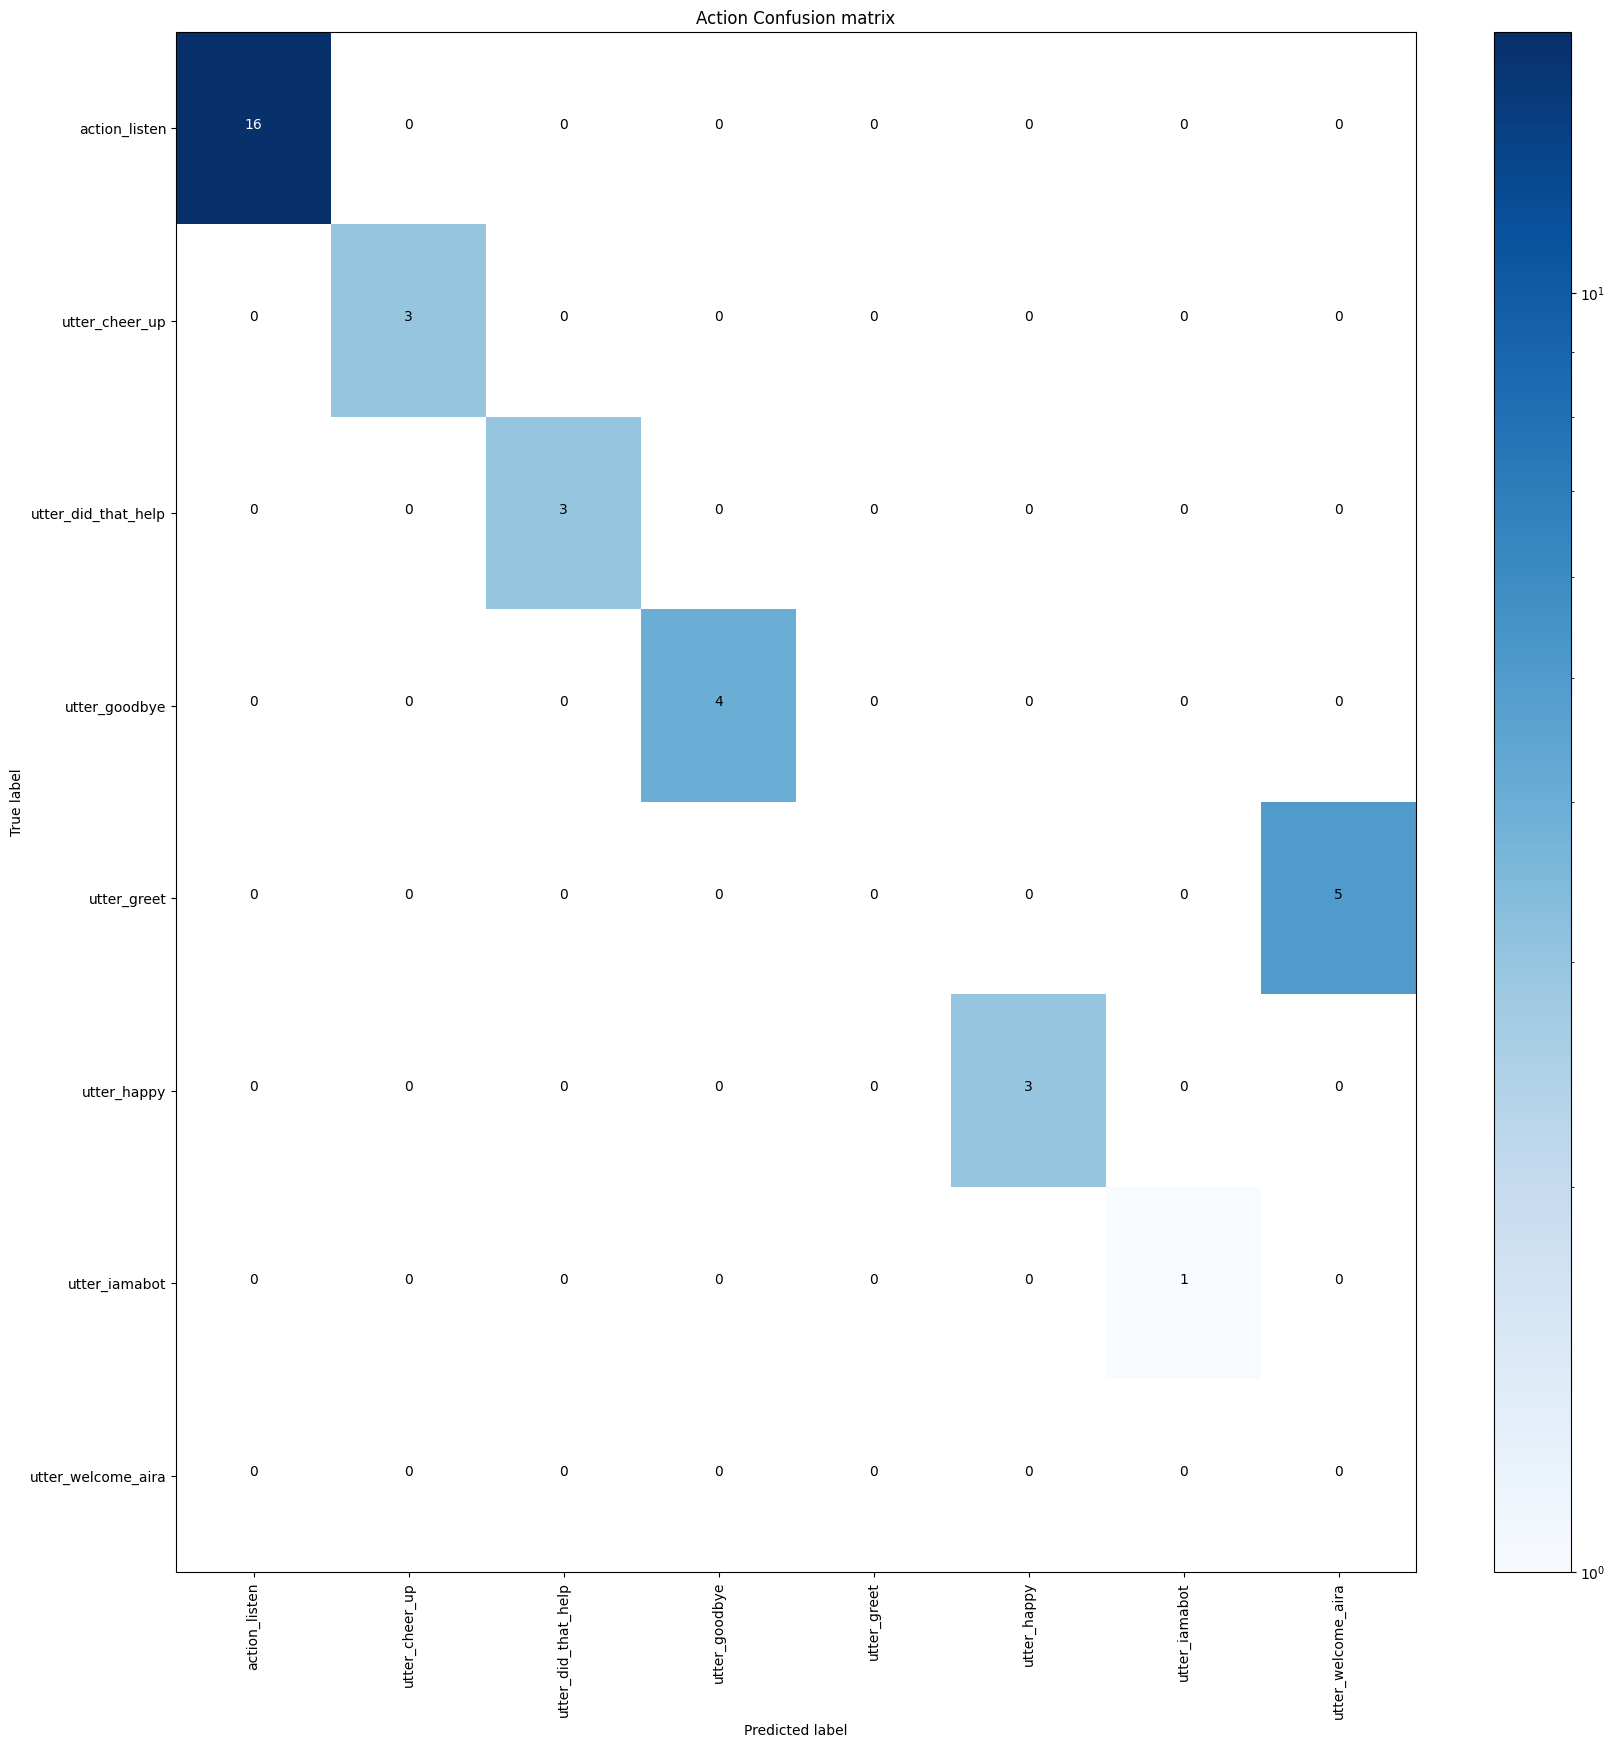 Action Confusion matrix
action_listen 16 0 0 0 0 0 0 0
utter_cheer_up 0 3 0 0 0 0 0 0
utter_did_that_help 0 0 3 0 0 0 0 0
utter_goodbye 0 0 0 4 0 0 0 0
utter_greet 0 0 0 0 0 0 0 5
utter_happy 0 0 0 0 0 3 0 0
utter_iamabot 0 0 0 0 0 0 1 0
utter_welcome_aira 0 0 0 0 0 0 0 0
True label
action_listen
utter_cheer_up
utter_did_that_help
utter_goodbye
utter_greet
utter_happy
utter_iamabot
utter_welcome_aira
Predicted label
10¹
10⁰